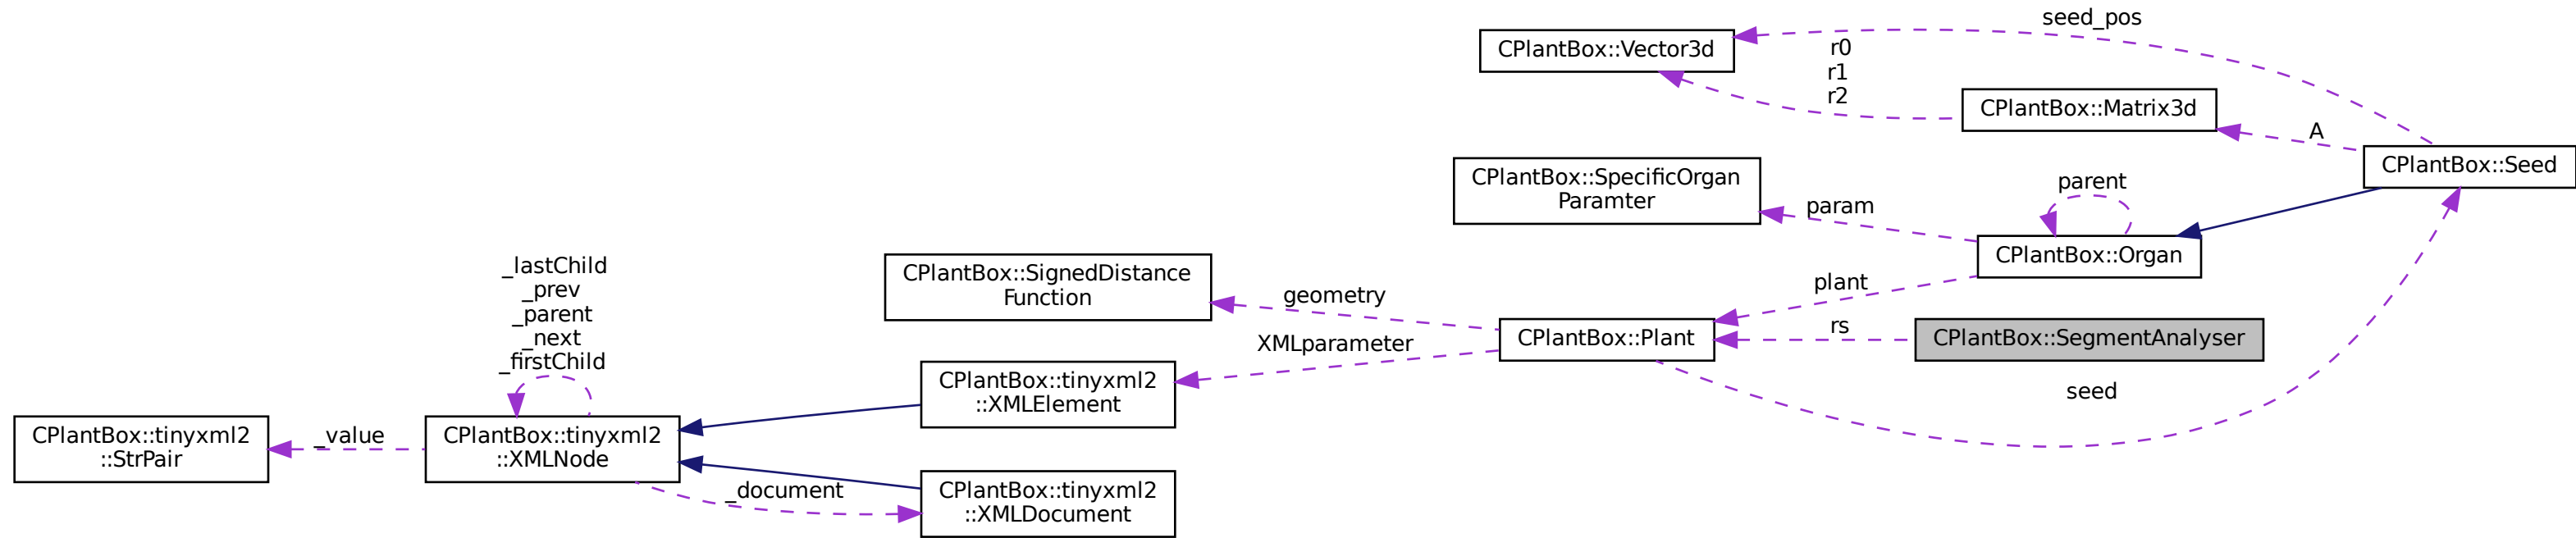 seed_pos
CPlantBox::Vector3d
r0
r1
r2
CPlantBox::Matrix3d
A
CPlantBox::Seed
CPlantBox::SpecificOrgan
Paramter
param
parent
CPlantBox::Organ
CPlantBox::SignedDistance
Function
geometry
plant
_lastChild
_prev
_parent
_next
_firstChild
XMLparameter
CPlantBox::Plant
rs
CPlantBox::SegmentAnalyser
seed
CPlantBox::tinyxml2
::XMLElement
CPlantBox::tinyxml2
::StrPair
_value
CPlantBox::tinyxml2
::XMLNode
_document
CPlantBox::tinyxml2
::XMLDocument